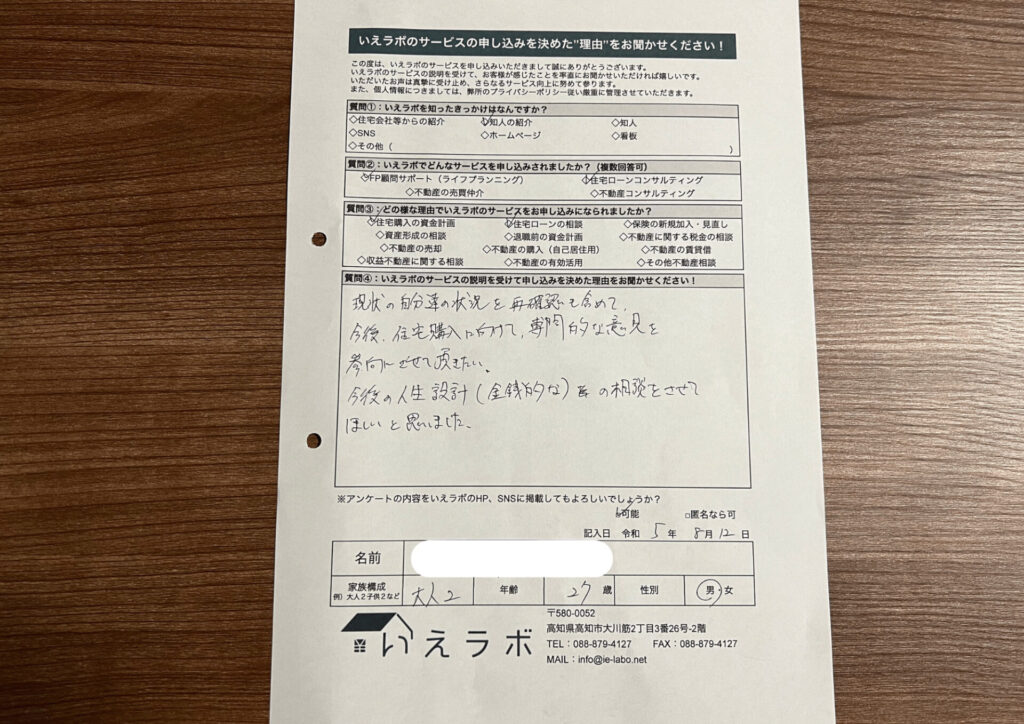 いえラボのサービスの申し込みを決めた"理由"をお聞かせください！
この度は、いえラボのサービスを申し込みいただきまして誠にありがとうございます。
いえラボのサービスの説明を受けて、お客様が感じたことを率直にお聞かせいただければ嬉しいです。
いただいたお声は真摯に受け止め、さらなるサービス向上に努めて参ります。
また、個人情報につきましては、弊所のプライバシーポリシー従い厳重に管理させていただきます。
質問①：いえラボを知ったきっかけはなんですか？
◇住宅会社等からの紹介 ◇知人の紹介 ◇知人
◇SNS ◇ホームページ ◇看板
◇その他（ ）
質問②：いえラボでどんなサービスを申し込みされましたか？（複数回答可）
◇FP顧問サポート（ライフプランニング） ◇住宅ローンコンサルティング
◇不動産の売買仲介 ◇不動産コンサルティング
質問③：どの様な理由でいえラボのサービスをお申し込みになられましたか？
◇住宅購入の資金計画 ◇住宅ローンの相談 ◇保険の新規加入・見直し
◇資産形成の相談 ◇退職前の資金計画 ◇不動産に関する税金の相談
◇不動産の売却 ◇不動産の購入（自己居住用） ◇不動産の賃貸借
◇収益不動産に関する相談 ◇不動産の有効活用 ◇その他不動産相談
質問④：いえラボのサービスの説明を受けて申し込みを決めた理由をお聞かせください！
現状の自分達の状況を再確認も含めて、
今後、住宅購入に向けて、専門的な意見を
参考にさせて頂きたい。
今後の人生設計（金銭的な）等の相談をさせて
ほしいと思いました。
※アンケートの内容をいえラボのHP、SNSに掲載してもよろしいでしょうか？
□可能 □匿名なら可
記入日 令和 5 年 8 月 12 日
名前
家族構成 例）大人2子供2など 大人2 年齢 27 歳 性別 男・女
いえラボ
〒580-0052
高知県高知市大川筋2丁目3番26号-2階
TEL：088-879-4127 FAX：088-879-4127
MAIL：info@ie-labo.net